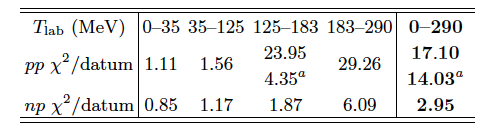 T_lab (MeV) 0–35 35–125 125–183 183–290 0–290
pp χ²/datum 1.11 1.56 23.95 29.26 17.10
4.35ᵃ 14.03ᵃ
np χ²/datum 0.85 1.17 1.87 6.09 2.95